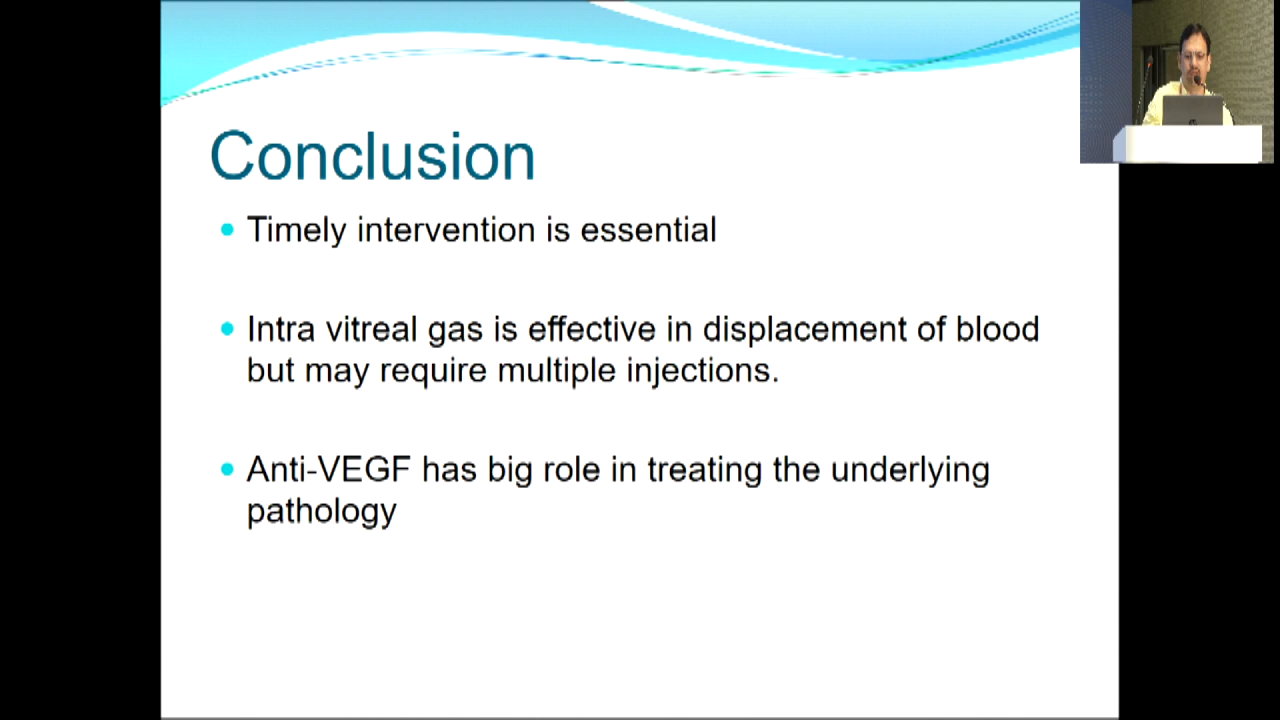 Conclusion
Timely intervention is essential
Intra vitreal gas is effective in displacement of blood
but may require multiple injections.
Anti-VEGF has big role in treating the underlying
pathology